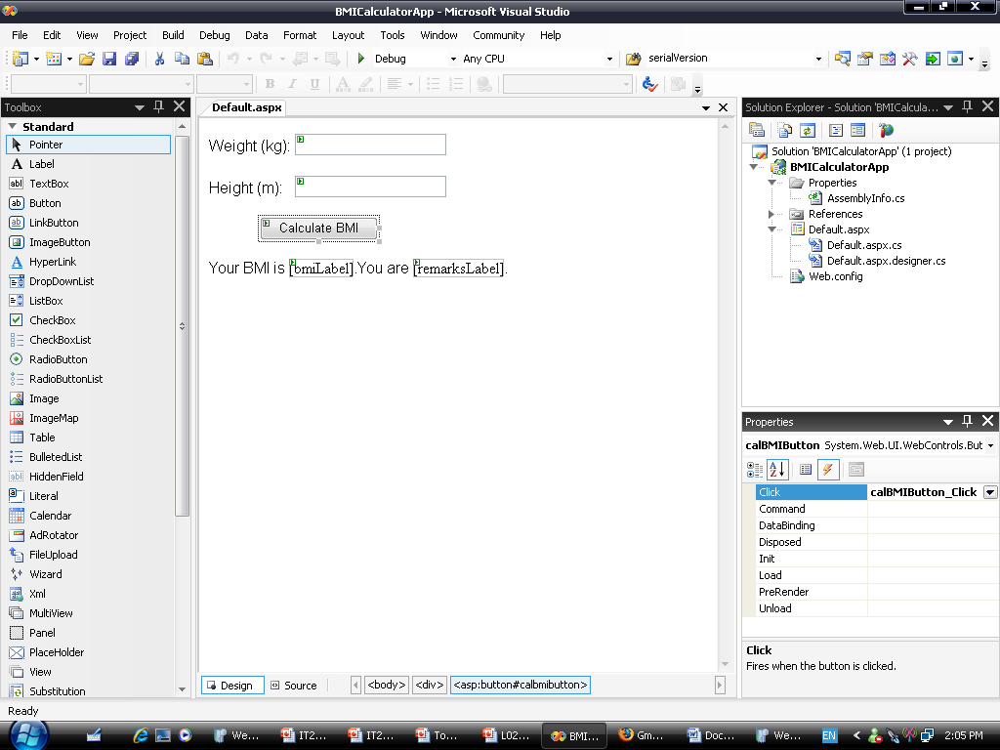 BMICalculatorApp - Microsoft Visual Studio
File Edit View Project Build Debug Data Format Layout Tools Window Community Help
Debug Any CPU serialVersion
B I U A
Toolbox
Standard
Pointer
A Label
abl TextBox
ab Button
ab LinkButton
ImageButton
A HyperLink
DropDownList
ListBox
CheckBox
CheckBoxList
RadioButton
RadioButtonList
Image
ImageMap
Table
BulletedList
abl HiddenField
Literal
Calendar
AdRotator
FileUpload
Wizard
Xml
MultiView
Panel
PlaceHolder
View
Substitution
Default.aspx
Weight (kg):
Height (m):
Calculate BMI
Your BMI is [bmiLabel].You are [remarksLabel].
Design Source <body> <div> <asp:button#calbmibutton>
Solution Explorer - Solution 'BMICalcula...
Solution 'BMICalculatorApp' (1 project)
BMICalculatorApp
Properties
AssemblyInfo.cs
References
Default.aspx
Default.aspx.cs
Default.aspx.designer.cs
Web.config
Properties
calBMIButton System.Web.UI.WebControls.But
Click calBMIButton_Click
Command
DataBinding
Disposed
Init
Load
PreRender
Unload
Click
Fires when the button is clicked.
Ready
We... IT2... IT2... To... L02... BMI... Gm... Doc... We... EN 2:05 PM